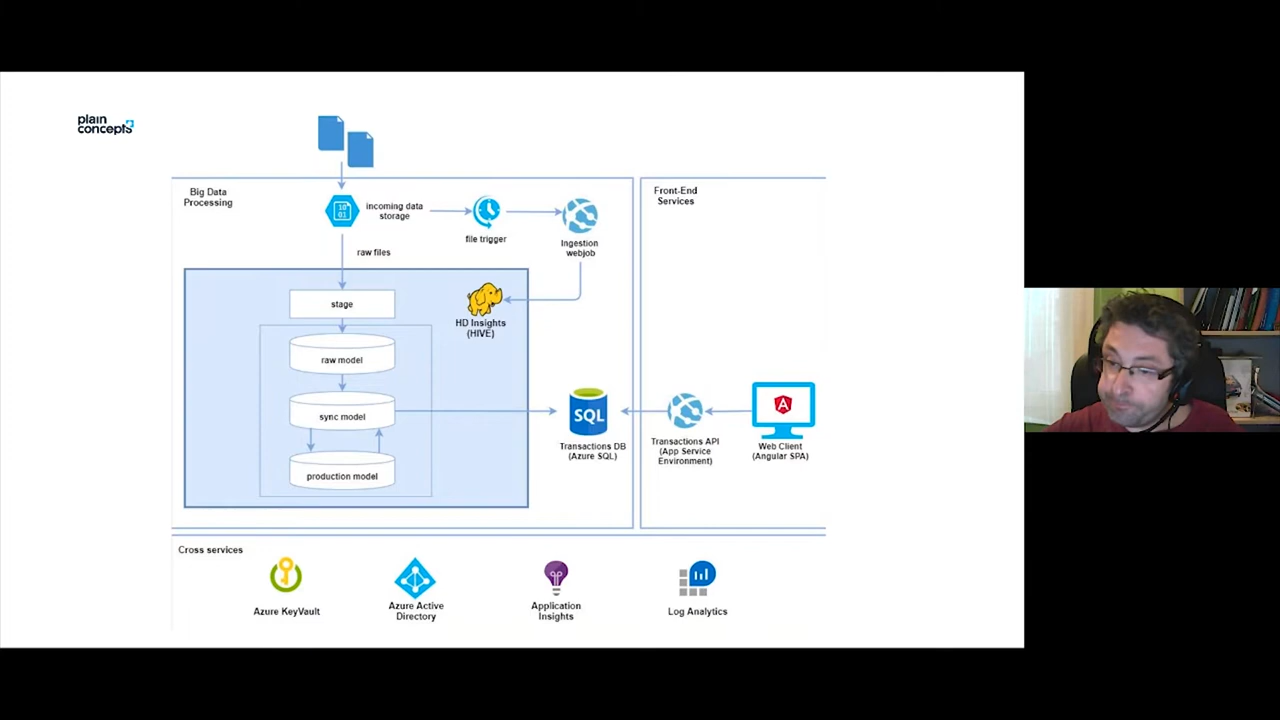 plain
concepts
Big Data
Processing
Front-End
Services
10
01
incoming data
storage
file trigger
Ingestion
webjob
raw files
stage
HD Insights
(HIVE)
raw model
sync model
production model
SQL
Transactions DB
(Azure SQL)
Transactions API
(App Service
Environment)
A
Web Client
(Angular SPA)
Cross services
Azure KeyVault
Azure Active
Directory
Application
Insights
Log Analytics